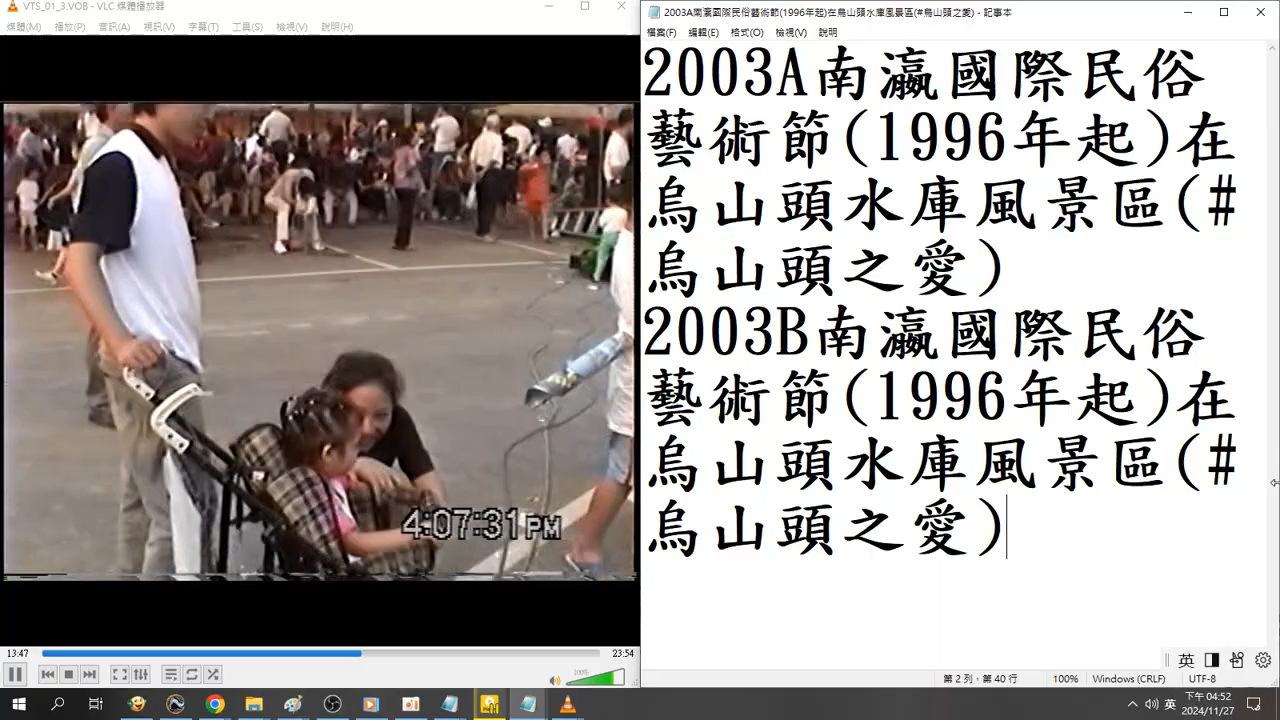 VTS_01_3.VOB - VLC 媒體播放器
媒體(M) 播放(P) 音訊(A) 視訊(V) 字幕(T) 工具(S) 檢視(V) 說明(H)
4:07:31 PM
13:47
23:54
100%
2003A南瀛國際民俗藝術節(1996年起)在烏山頭水庫風景區(#烏山頭之愛) - 記事本
檔案(F) 編輯(E) 格式(O) 檢視(V) 說明
2003A南瀛國際民俗
藝術節(1996年起)在
烏山頭水庫風景區(#
烏山頭之愛)
2003B南瀛國際民俗
藝術節(1996年起)在
烏山頭水庫風景區(#
烏山頭之愛)
英
第 2 列，第 40 行 100% Windows (CRLF) UTF-8
英
下午 04:52
2024/11/27